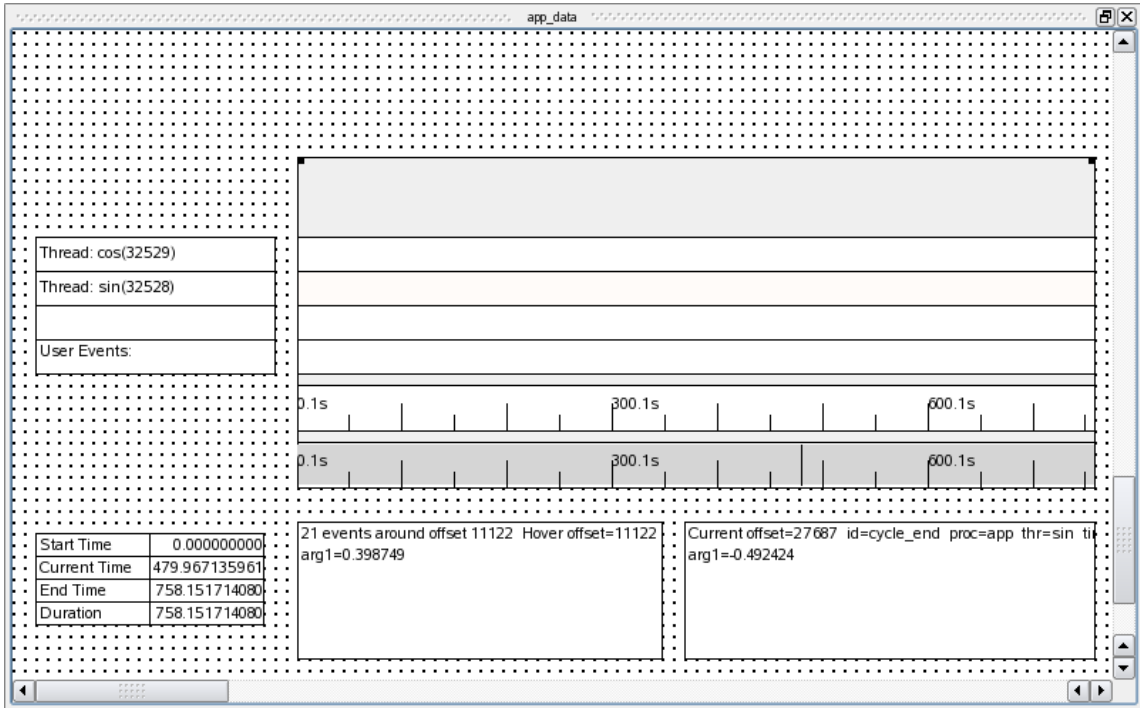 app_data
Thread: cos(32529)
Thread: sin(32528)
User Events:
0.1s 300.1s 600.1s
0.1s 300.1s 600.1s
Start Time 0.000000000
Current Time 479.967135961
End Time 758.151714080
Duration 758.151714080
21 events around offset 11122 Hover offset=11122
arg1=0.398749
Current offset=27687 id=cycle_end proc=app thr=sin
arg1=-0.492424